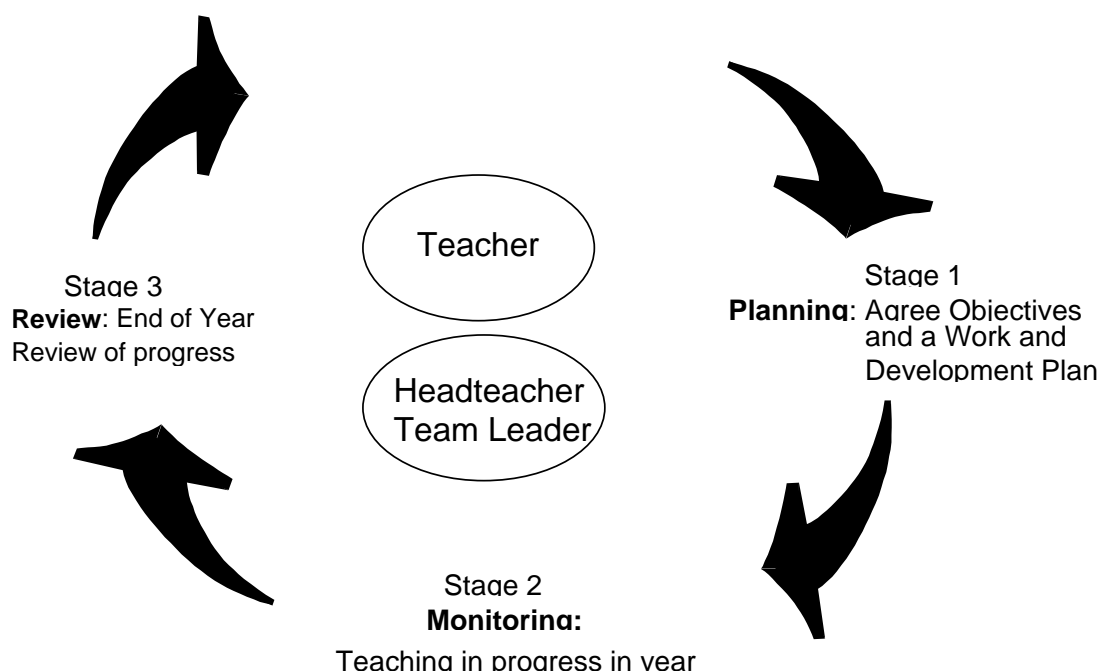 Teacher
Headteacher
Team Leader
Stage 1
Planning: Agree Objectives
and a Work and
Development Plan
Stage 2
Monitoring:
Teaching in progress in year
Stage 3
Review: End of Year
Review of progress